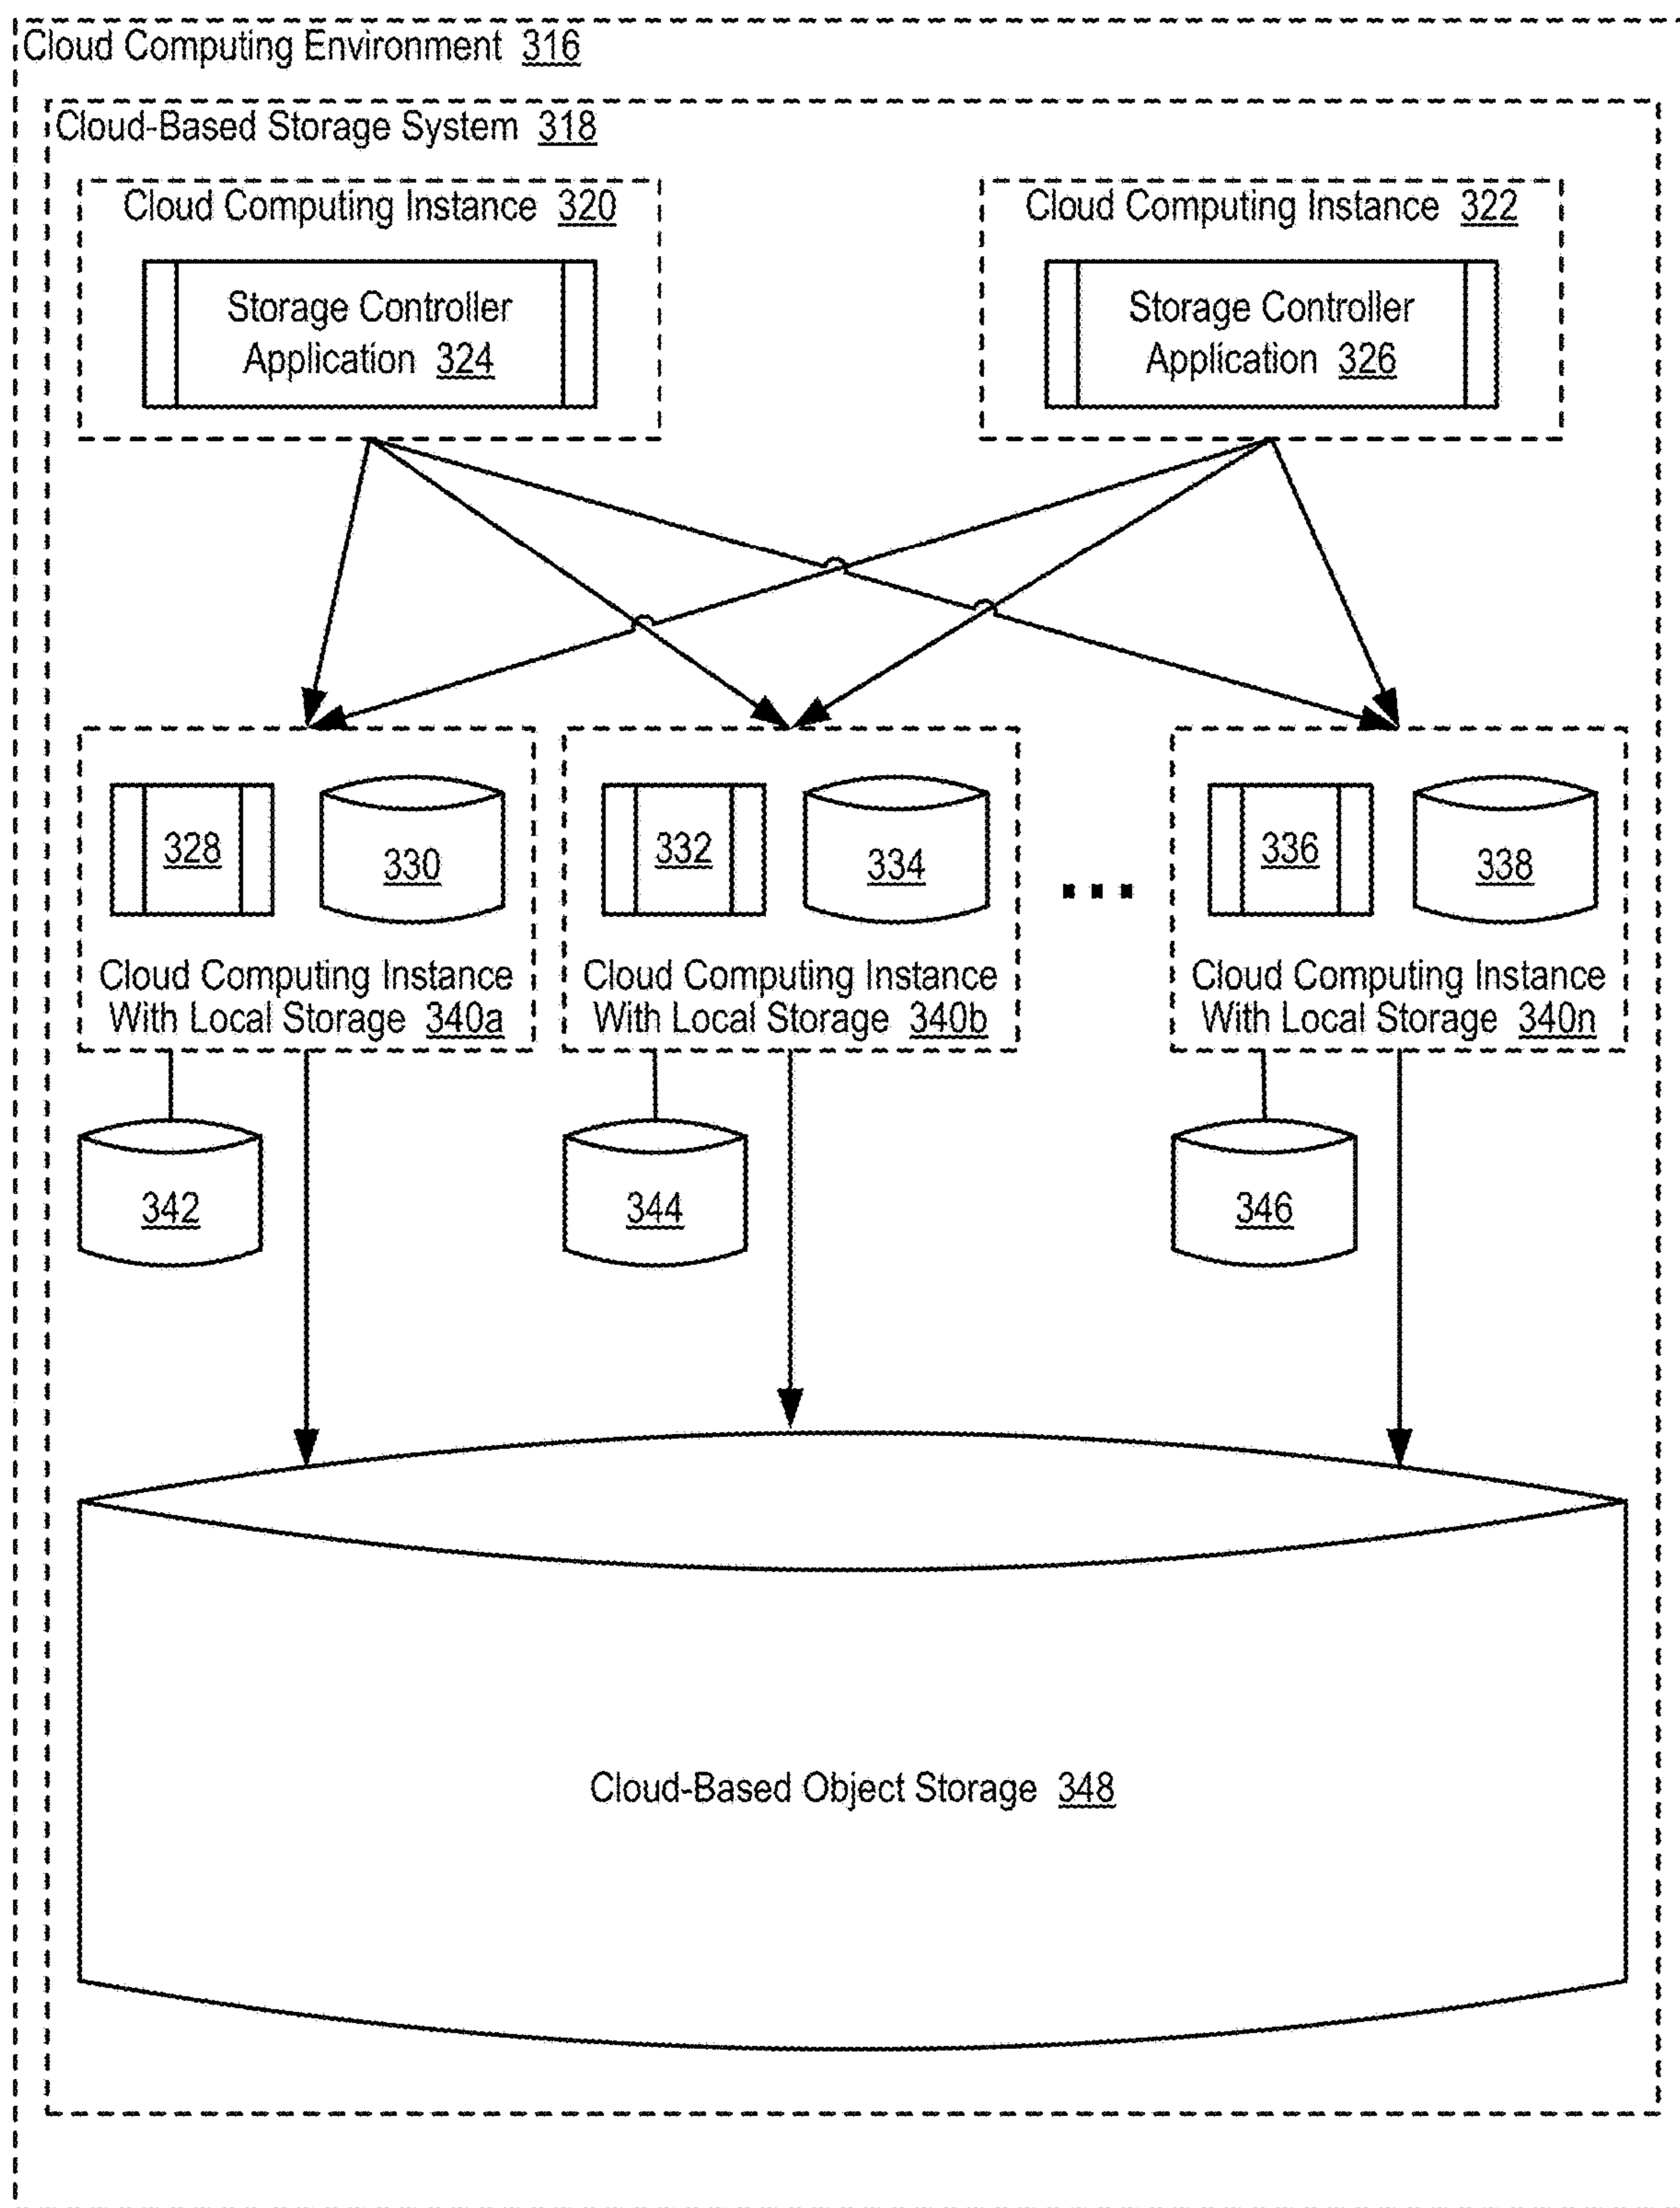 Cloud Computing Environment 316
Cloud-Based Storage System 318
Cloud Computing Instance 320
Storage Controller
Application 324
Cloud Computing Instance 322
Storage Controller
Application 326
328
330
Cloud Computing Instance
With Local Storage 340a
332
334
Cloud Computing Instance
With Local Storage 340b
...
336
338
Cloud Computing Instance
With Local Storage 340n
342
344
346
Cloud-Based Object Storage 348